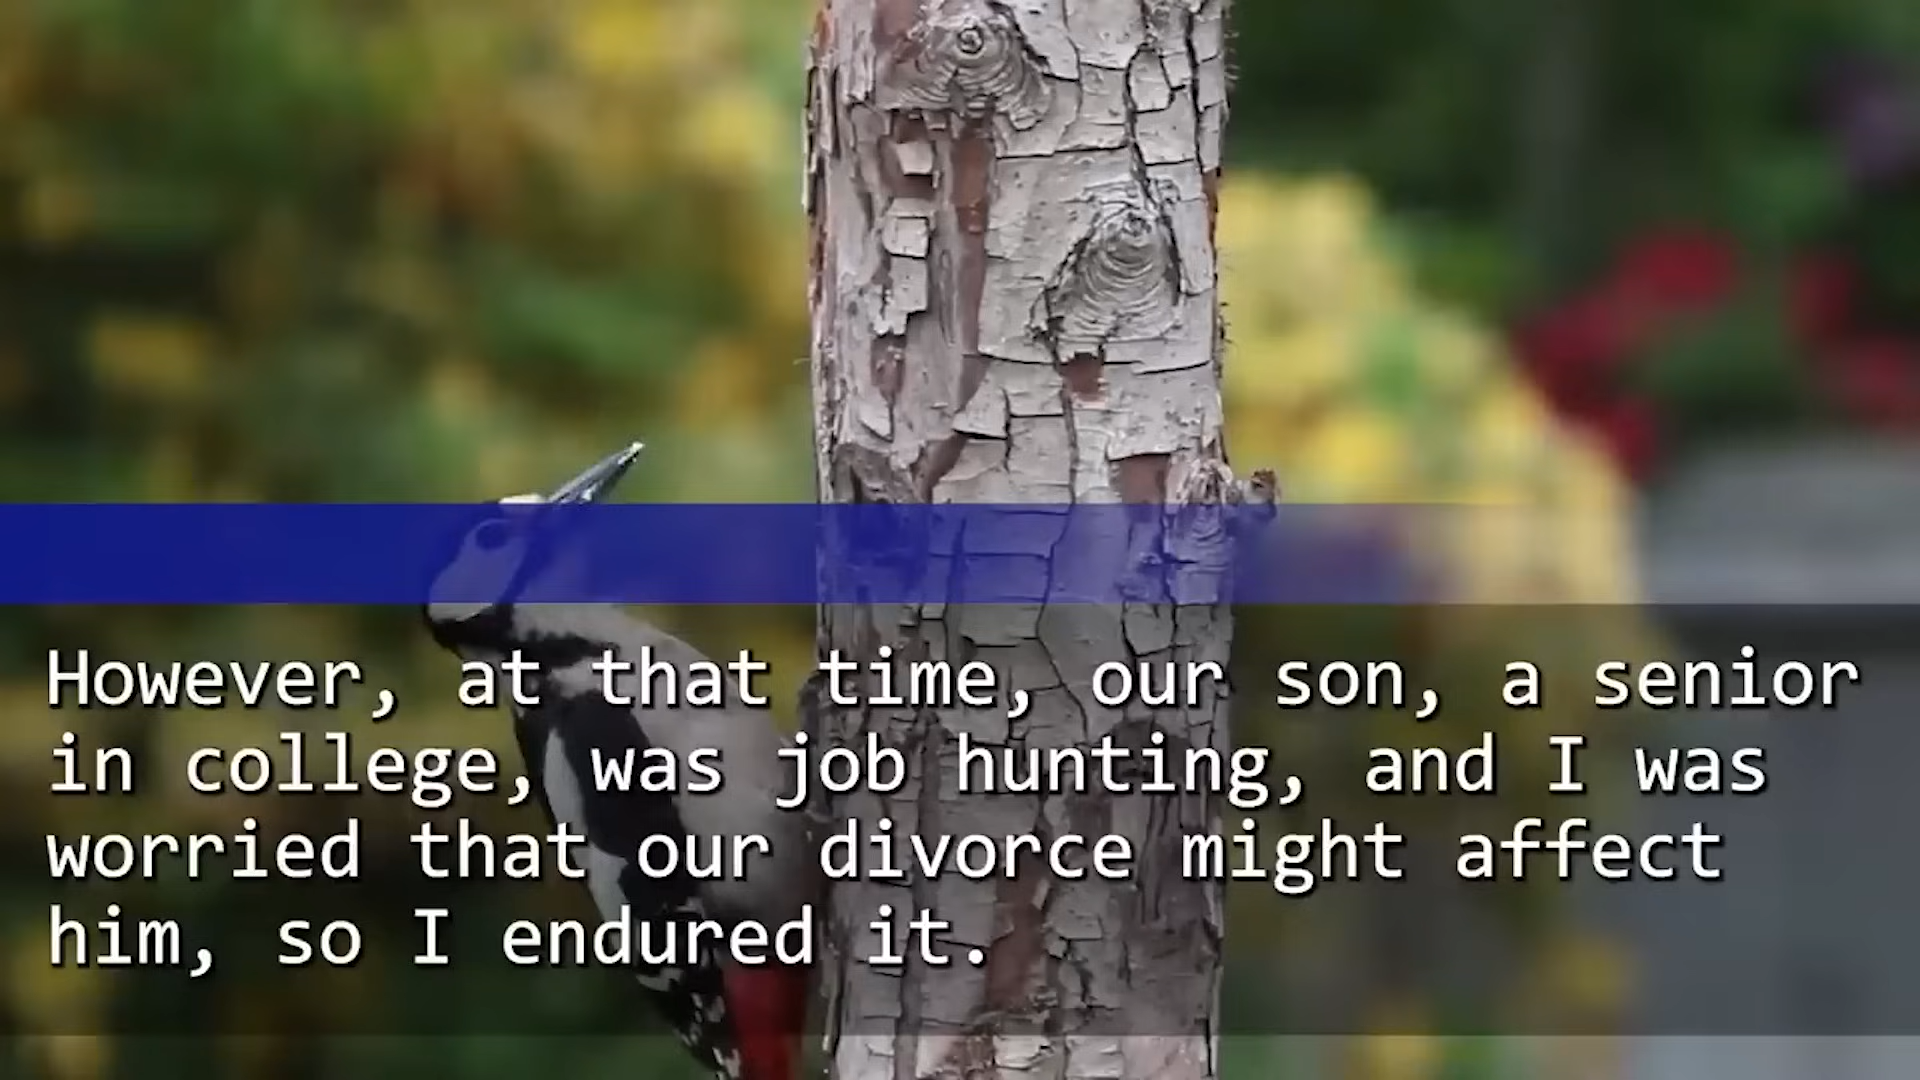 However, at that time, our son, a senior
in college, was job hunting, and I was
worried that our divorce might affect
him, so I endured it.